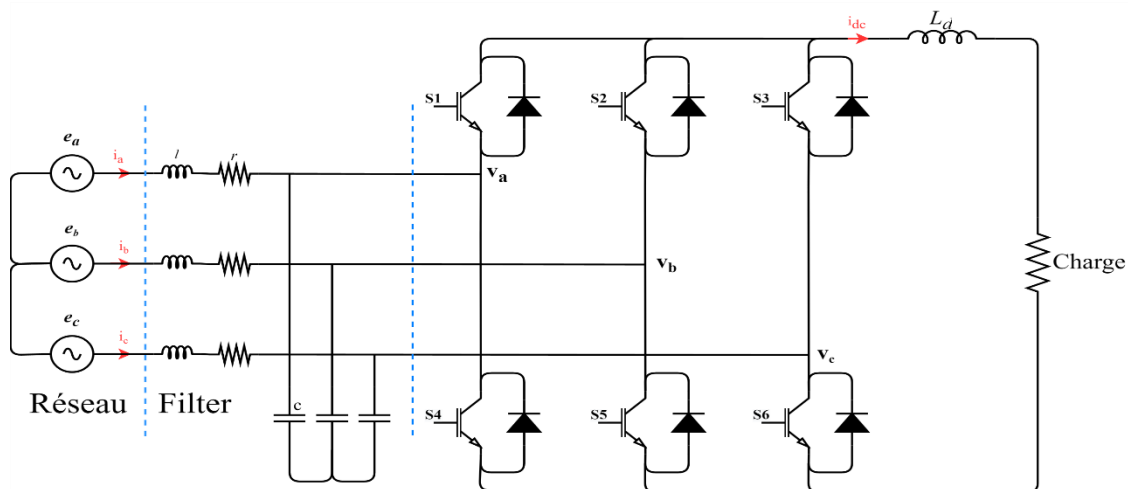 i_dc
L_d
S1
S2
S3
e_a
i_a
l
r
v_a
e_b
i_b
v_b
Charge
e_c
i_c
v_c
Réseau
Filter
c
S4
S5
S6